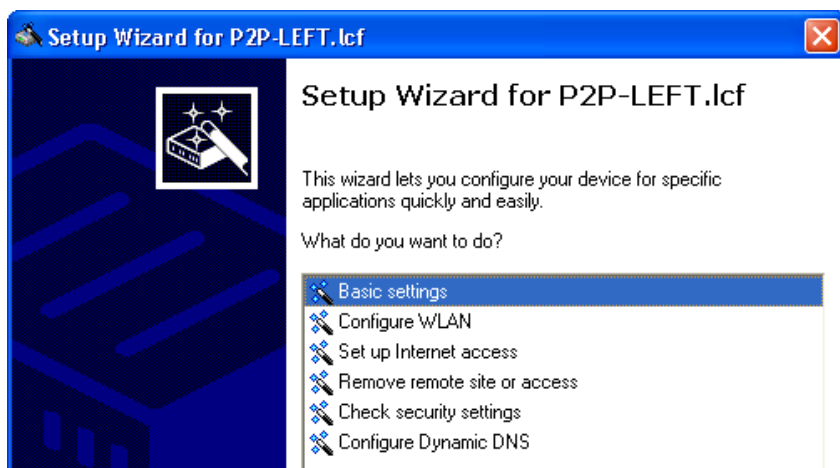 Setup Wizard for P2P-LEFT.lcf
Setup Wizard for P2P-LEFT.lcf
This wizard lets you configure your device for specific
applications quickly and easily.
What do you want to do?
Basic settings
Configure WLAN
Set up Internet access
Remove remote site or access
Check security settings
Configure Dynamic DNS